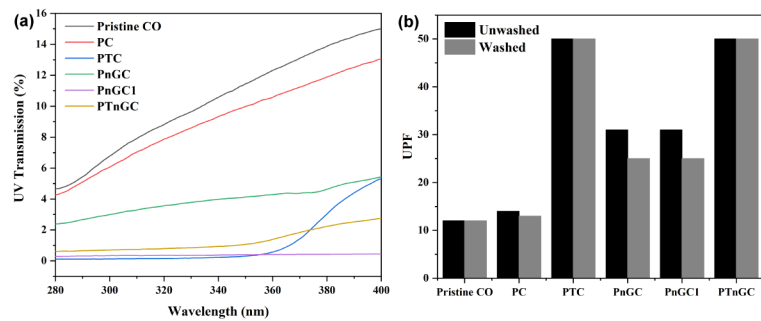 (a)
Pristine CO
PC
PTC
PnGC
PnGC1
PTnGC
UV Transmission (%)
16
14
12
10
8
6
4
2
0
280 300 320 340 360 380 400
Wavelength (nm)
(b)
Unwashed
Washed
UPF
50
40
30
20
10
0
Pristine CO PC PTC PnGC PnGC1 PTnGC